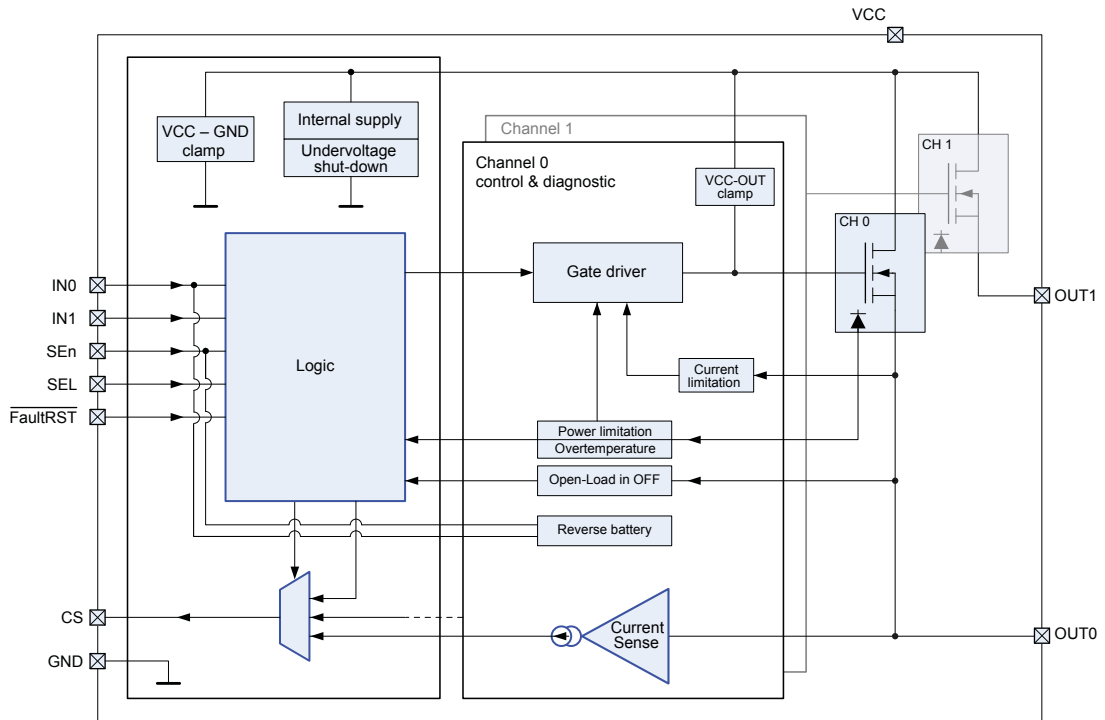 VCC
VCC – GND
clamp
Internal supply
Undervoltage
shut-down
Channel 1
Channel 0
control & diagnostic
VCC-OUT
clamp
CH 1
CH 0
Gate driver
IN0
IN1
SEn
SEL
FaultRST
Logic
OUT1
Current
limitation
Power limitation
Overtemperature
Open-Load in OFF
Reverse battery
CS
GND
Current
Sense
OUT0